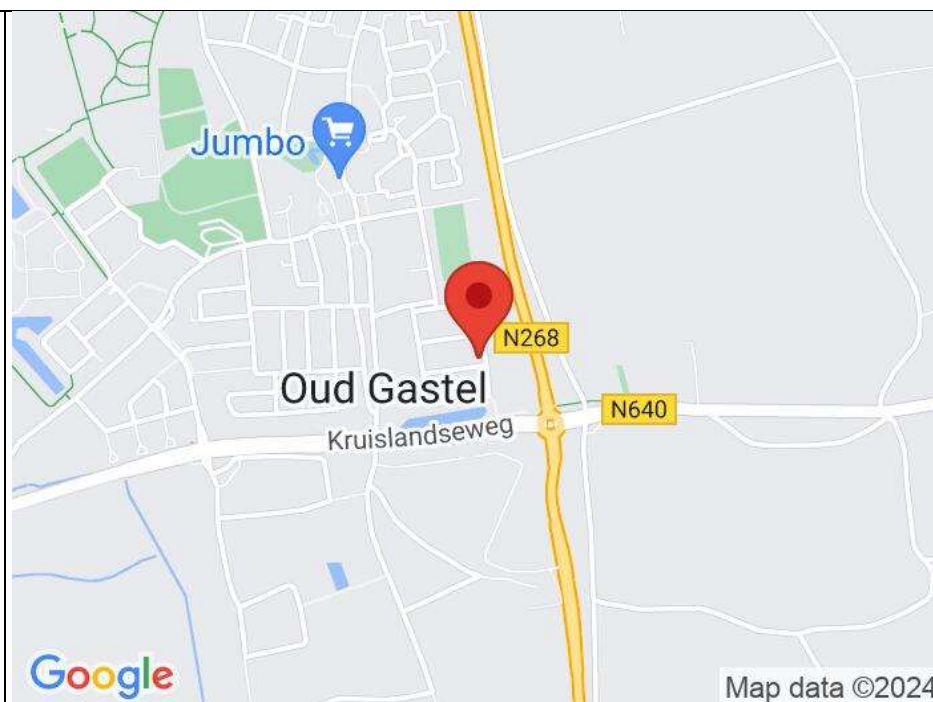 Jumbo
N268
Oud Gastel
N640
Kruislandseweg
Google
Map data ©2024